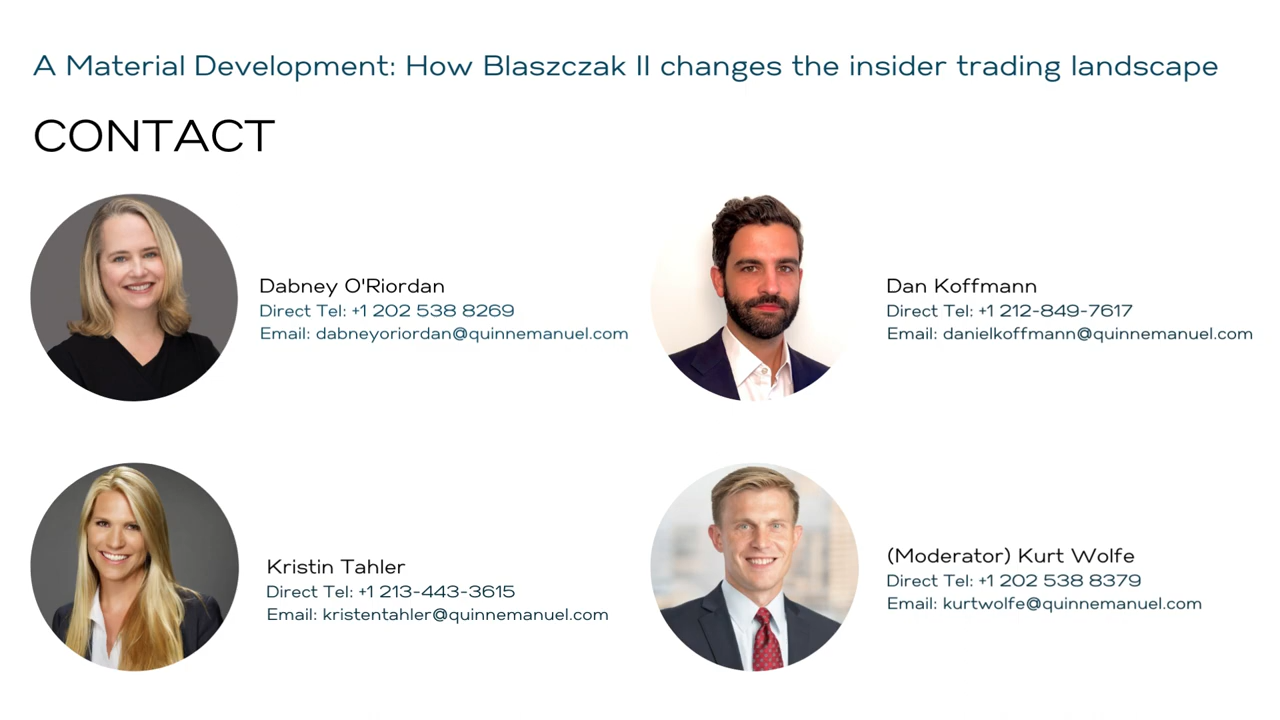 A Material Development: How Blaszczak II changes the insider trading landscape
CONTACT
Dabney O'Riordan
Direct Tel: +1 202 538 8269
Email: dabneyoriordan@quinnemanuel.com
Dan Koffmann
Direct Tel: +1 212-849-7617
Email: danielkoffmann@quinnemanuel.com
Kristin Tahler
Direct Tel: +1 213-443-3615
Email: kristentahler@quinnemanuel.com
(Moderator) Kurt Wolfe
Direct Tel: +1 202 538 8379
Email: kurtwolfe@quinnemanuel.com